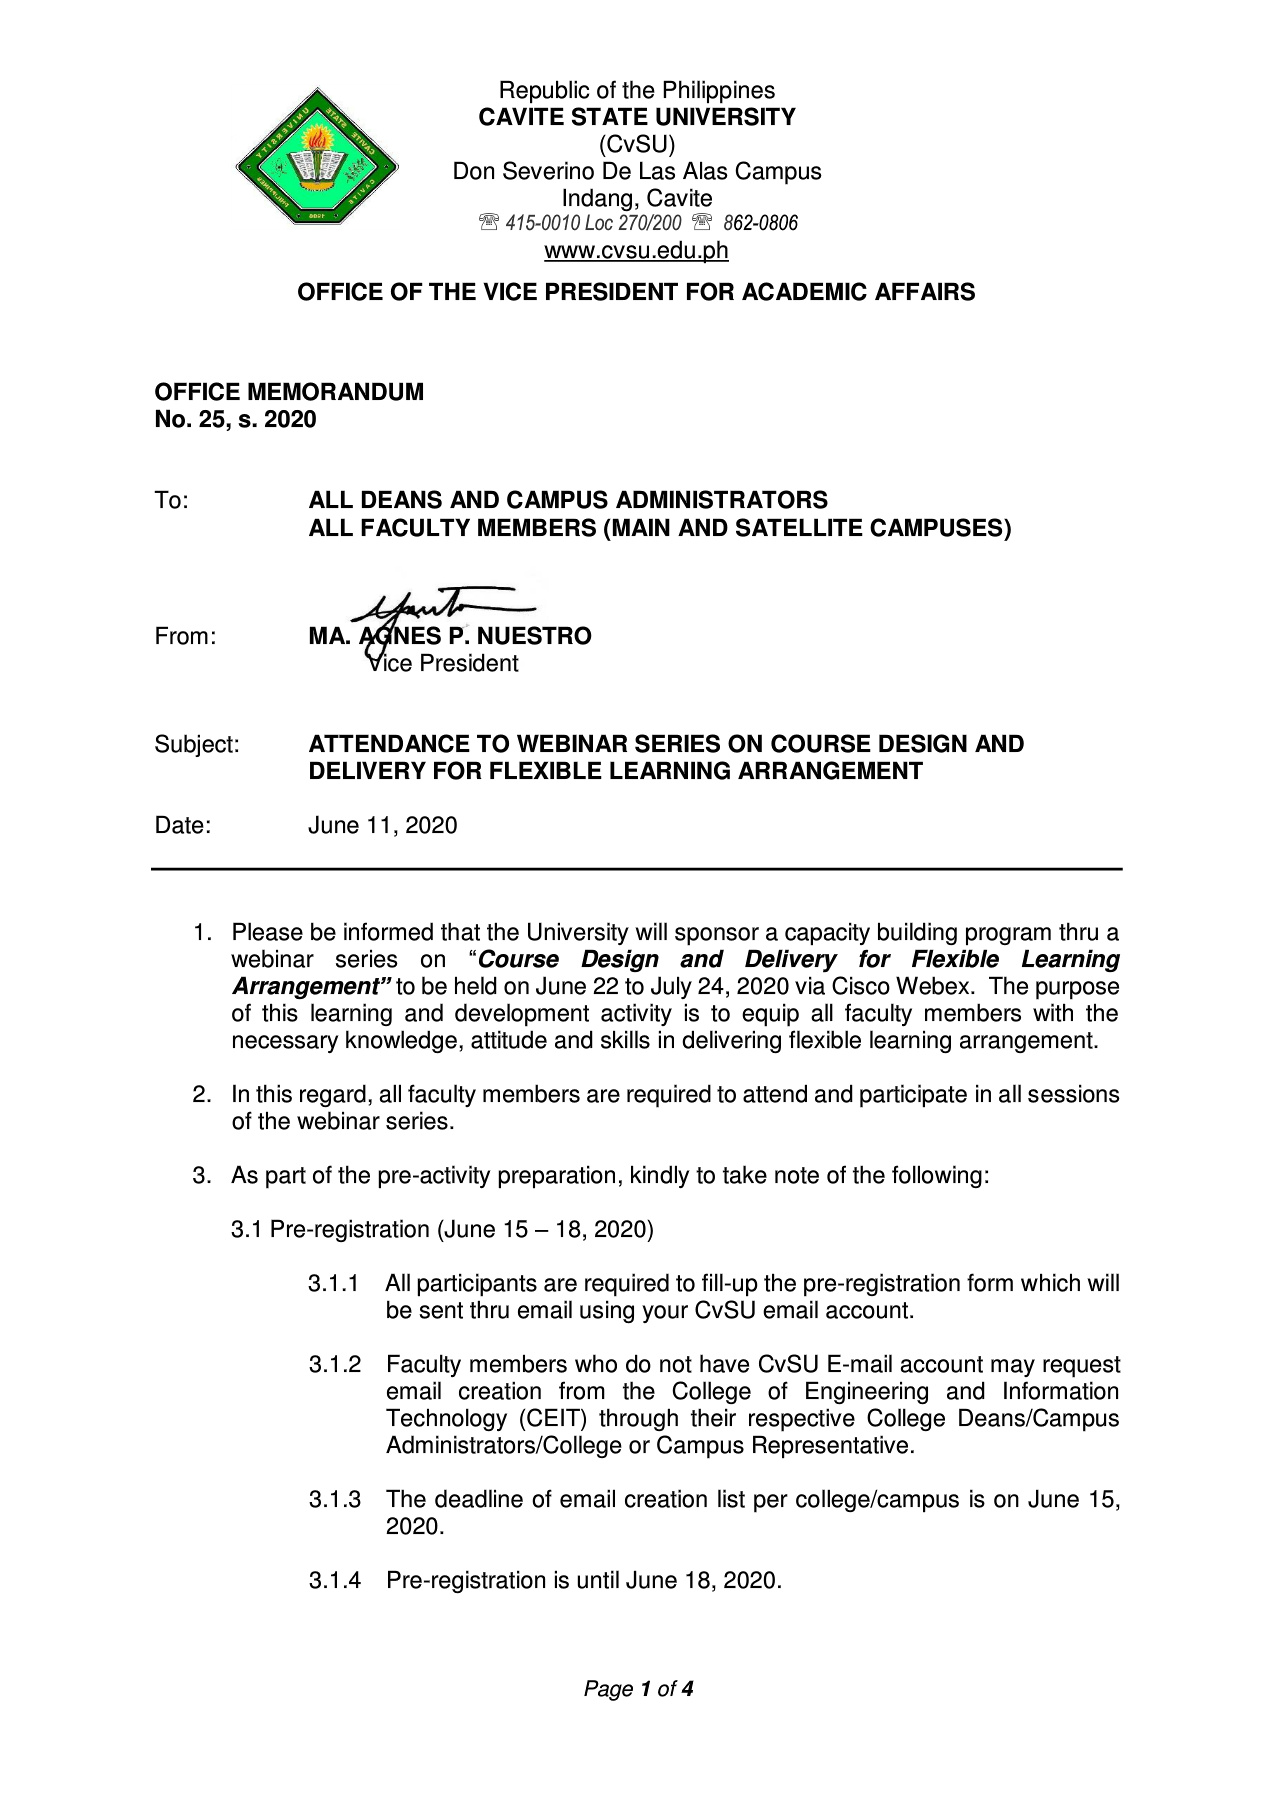 Republic of the Philippines
CAVITE STATE UNIVERSITY
(CvSU)
Don Severino De Las Alas Campus
Indang, Cavite
☏ 415-0010 Loc 270/200 ☏ 862-0806
www.cvsu.edu.ph
OFFICE OF THE VICE PRESIDENT FOR ACADEMIC AFFAIRS
OFFICE MEMORANDUM
No. 25, s. 2020
To: ALL DEANS AND CAMPUS ADMINISTRATORS
ALL FACULTY MEMBERS (MAIN AND SATELLITE CAMPUSES)
From: MA. AGNES P. NUESTRO
Vice President
Subject: ATTENDANCE TO WEBINAR SERIES ON COURSE DESIGN AND
DELIVERY FOR FLEXIBLE LEARNING ARRANGEMENT
Date: June 11, 2020
1. Please be informed that the University will sponsor a capacity building program thru a
webinar series on “Course Design and Delivery for Flexible Learning
Arrangement” to be held on June 22 to July 24, 2020 via Cisco Webex. The purpose
of this learning and development activity is to equip all faculty members with the
necessary knowledge, attitude and skills in delivering flexible learning arrangement.
2. In this regard, all faculty members are required to attend and participate in all sessions
of the webinar series.
3. As part of the pre-activity preparation, kindly to take note of the following:
3.1 Pre-registration (June 15 – 18, 2020)
3.1.1 All participants are required to fill-up the pre-registration form which will
be sent thru email using your CvSU email account.
3.1.2 Faculty members who do not have CvSU E-mail account may request
email creation from the College of Engineering and Information
Technology (CEIT) through their respective College Deans/Campus
Administrators/College or Campus Representative.
3.1.3 The deadline of email creation list per college/campus is on June 15,
2020.
3.1.4 Pre-registration is until June 18, 2020.
Page 1 of 4